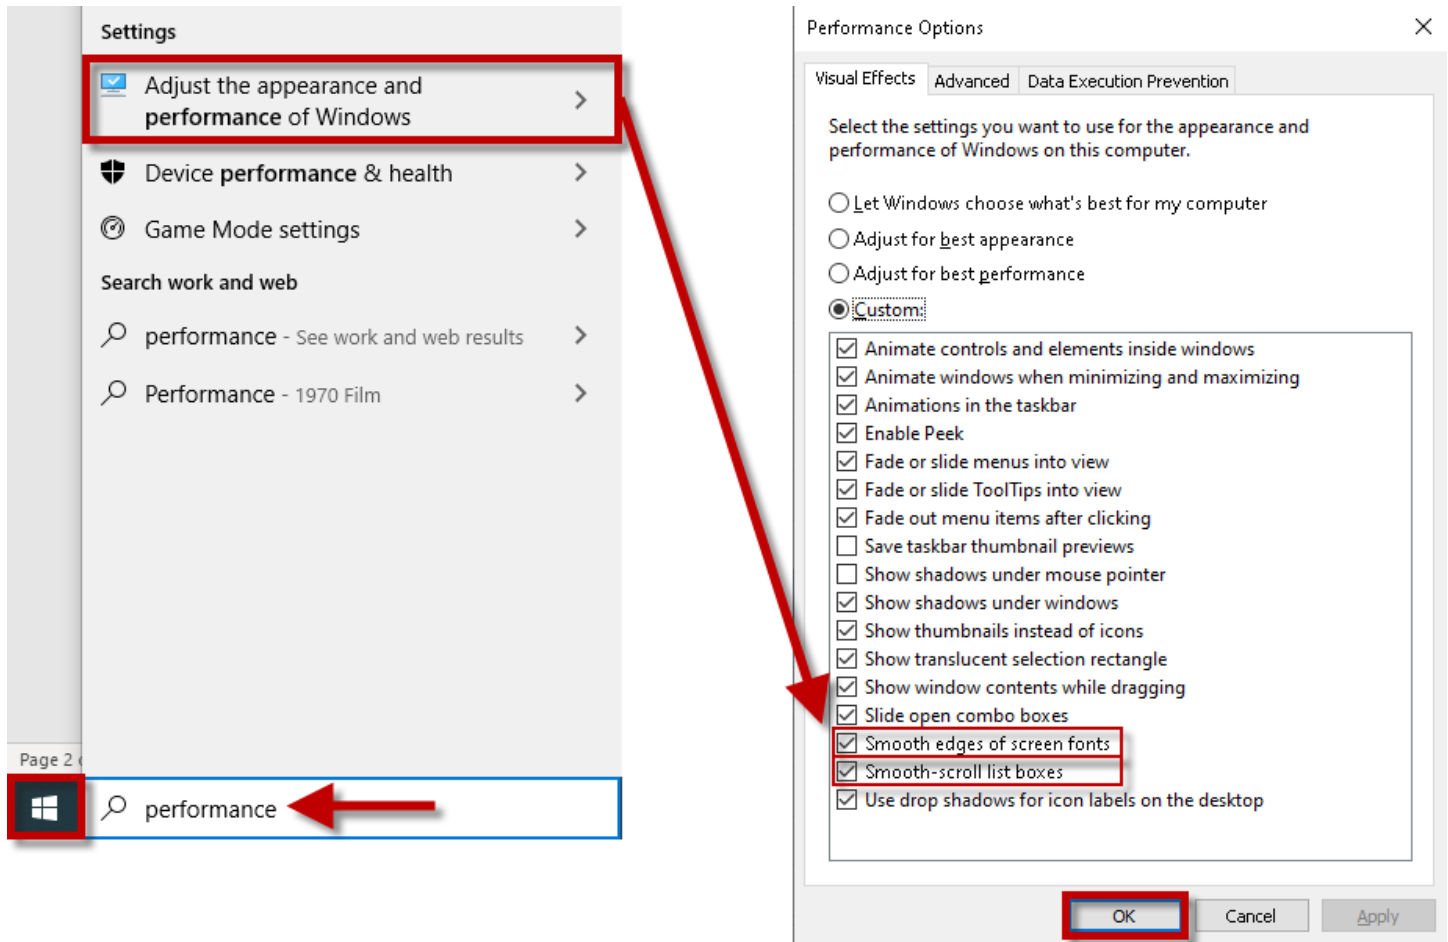 Settings
Adjust the appearance and
performance of Windows
Device performance & health
Game Mode settings
Search work and web
performance - See work and web results
Performance - 1970 Film
Page 2
performance
Performance Options
Visual Effects
Advanced
Data Execution Prevention
Select the settings you want to use for the appearance and
performance of Windows on this computer.
Let Windows choose what's best for my computer
Adjust for best appearance
Adjust for best performance
Custom:
Animate controls and elements inside windows
Animate windows when minimizing and maximizing
Animations in the taskbar
Enable Peek
Fade or slide menus into view
Fade or slide ToolTips into view
Fade out menu items after clicking
Save taskbar thumbnail previews
Show shadows under mouse pointer
Show shadows under windows
Show thumbnails instead of icons
Show translucent selection rectangle
Show window contents while dragging
Slide open combo boxes
Smooth edges of screen fonts
Smooth-scroll list boxes
Use drop shadows for icon labels on the desktop
OK
Cancel
Apply